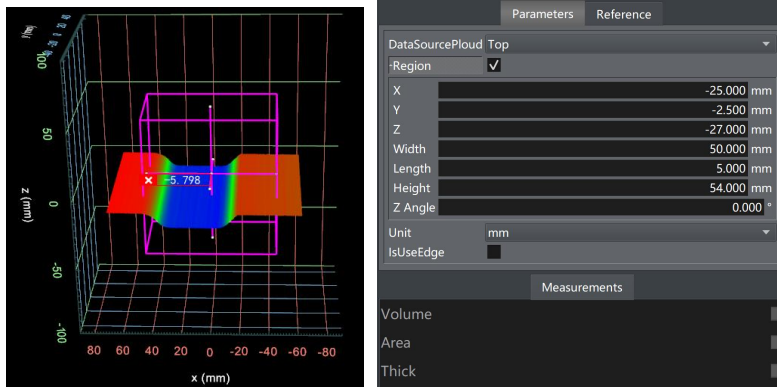 100
50
z (mm)
0
-50
-100
-5.798
80 60 40 20 0 -20 -40 -60 -80
x (mm)
Parameters Reference
DataSourcePloud Top
-Region
X -25.000 mm
Y -2.500 mm
Z -27.000 mm
Width 50.000 mm
Length 5.000 mm
Height 54.000 mm
Z Angle 0.000 °
Unit mm
IsUseEdge
Measurements
Volume
Area
Thick